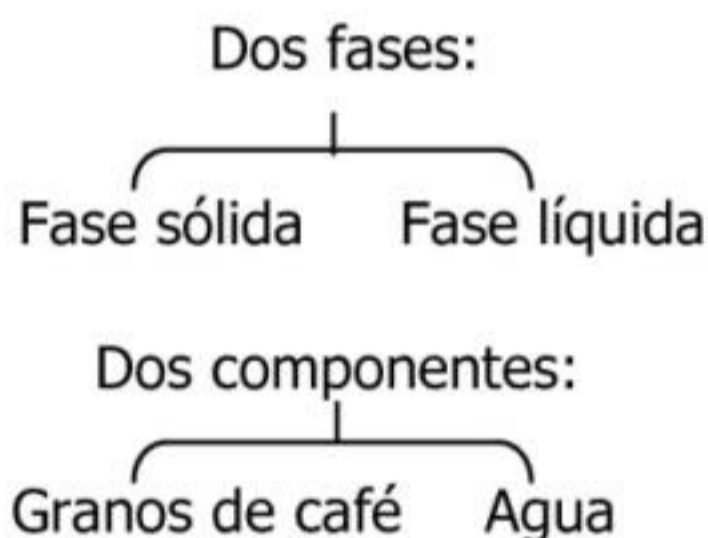 Dos fases:
Fase sólida Fase líquida
Dos componentes:
Granos de café Agua